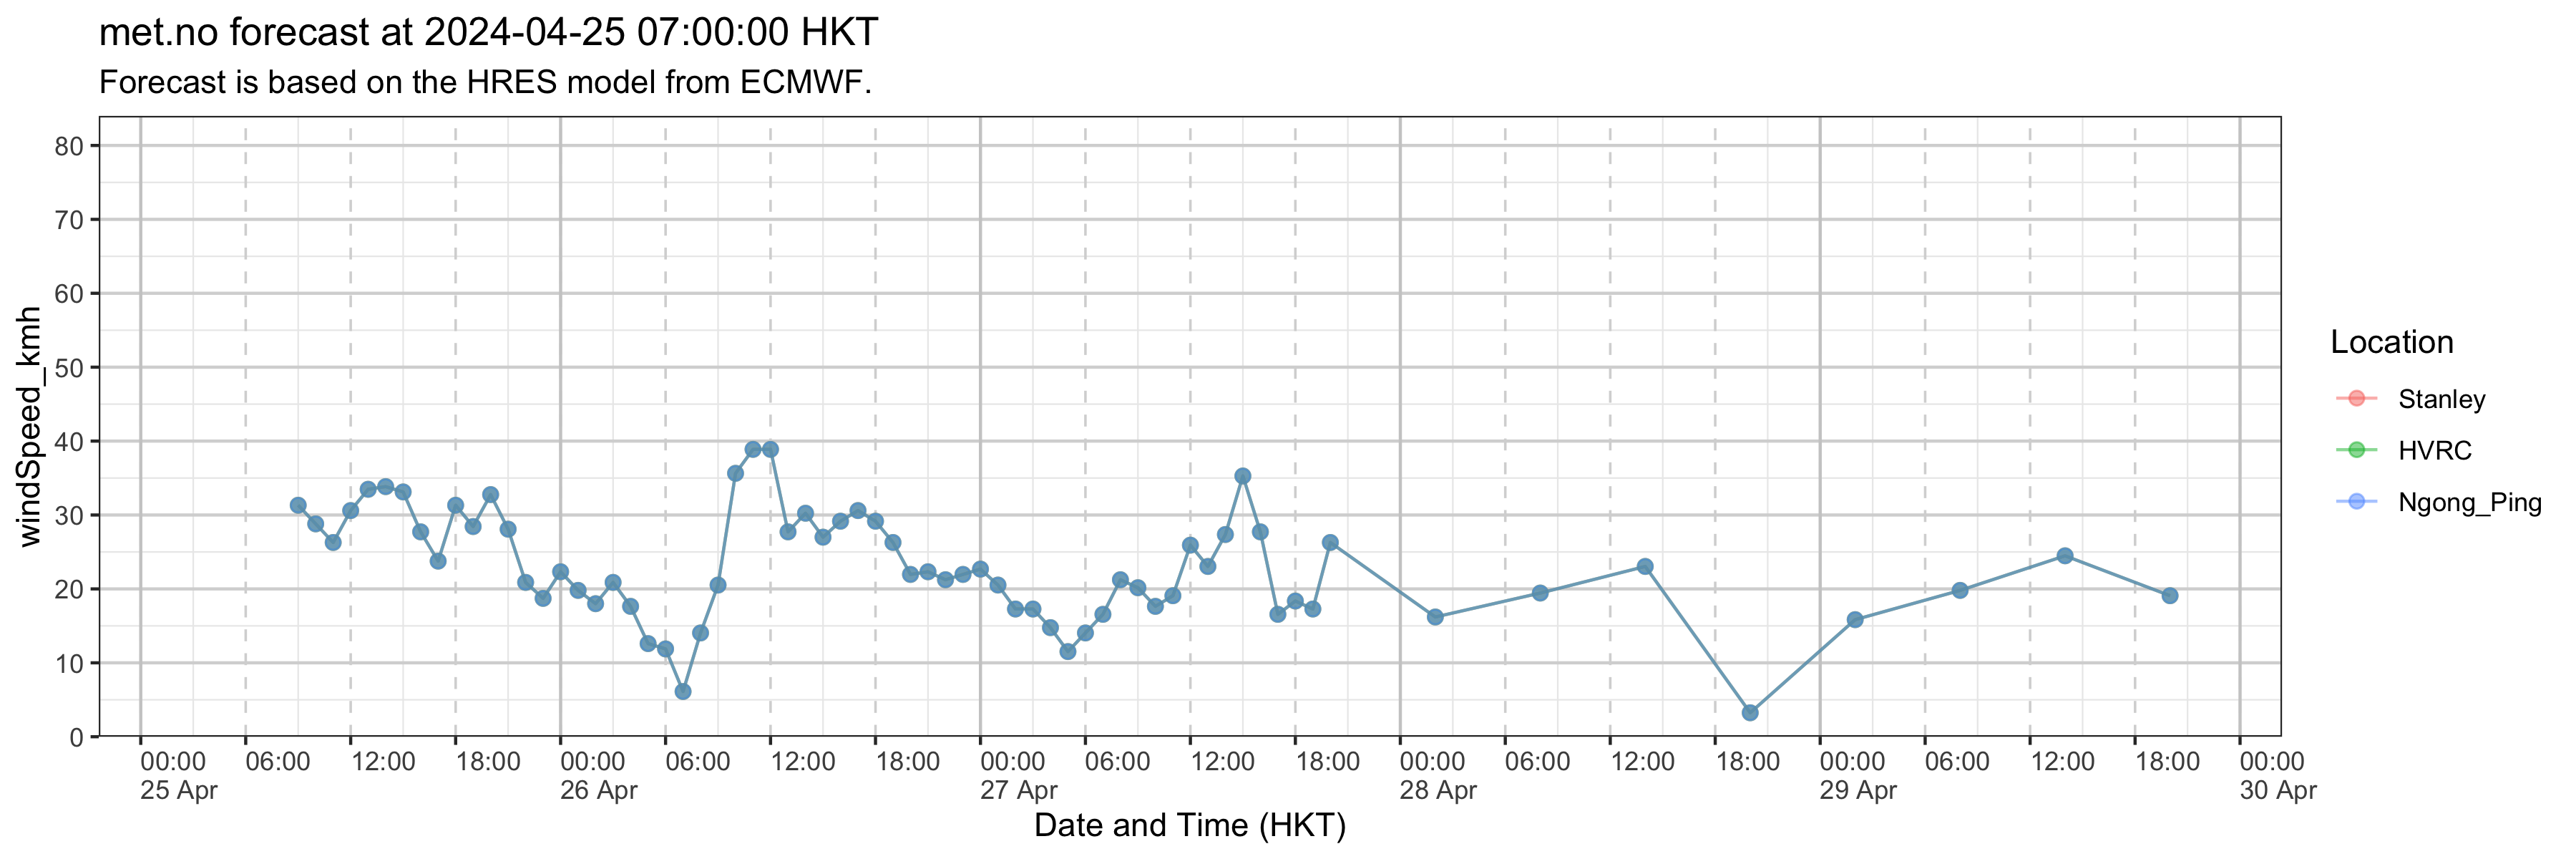 met.no forecast at 2024-04-25 07:00:00 HKT
Forecast is based on the HRES model from ECMWF.
80
70
60
50
40
30
20
10
0
windSpeed_kmh
00:00 06:00 12:00 18:00 00:00 06:00 12:00 18:00 00:00 06:00 12:00 18:00 00:00 06:00 12:00 18:00 00:00 06:00 12:00 18:00 00:00
25 Apr 26 Apr 27 Apr 28 Apr 29 Apr 30 Apr
Date and Time (HKT)
Location
Stanley
HVRC
Ngong_Ping